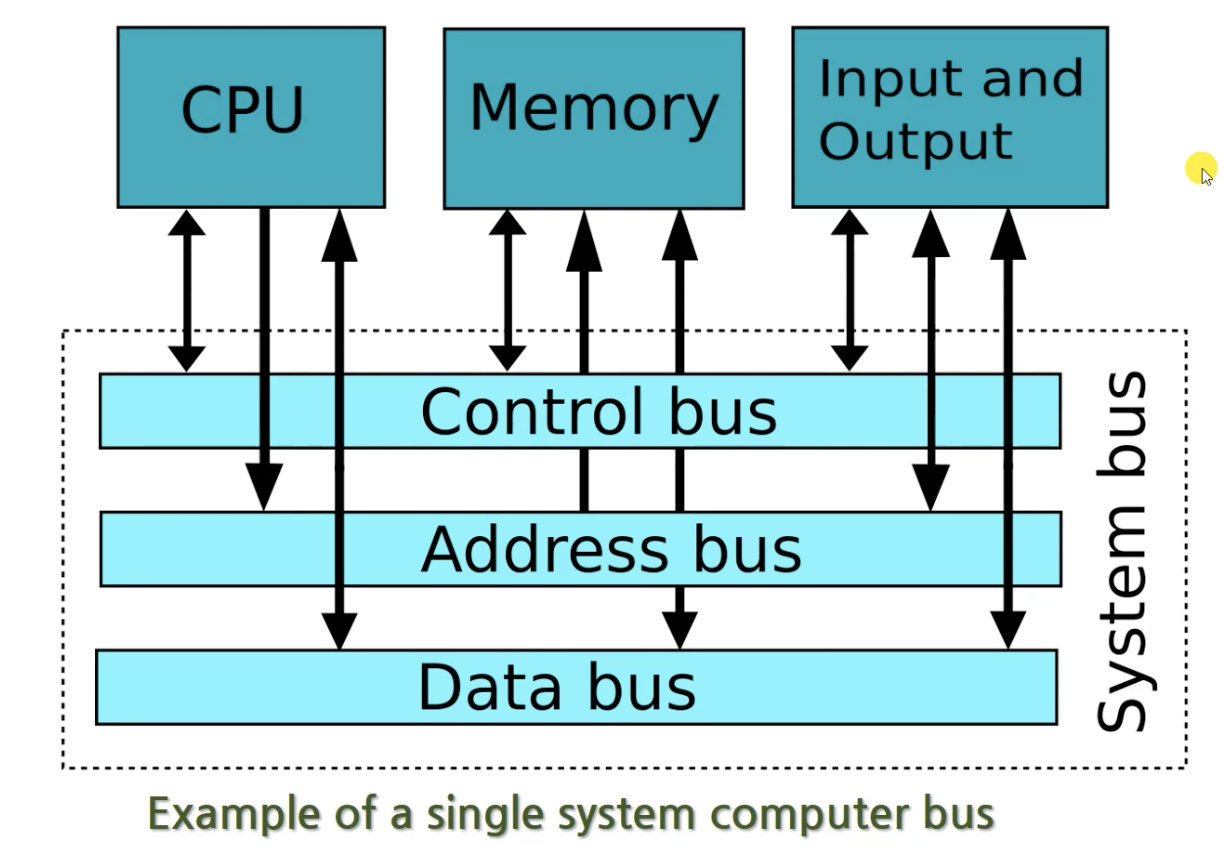 CPU
Memory
Input and
Output
Control bus
Address bus
Data bus
System bus
Example of a single system computer bus